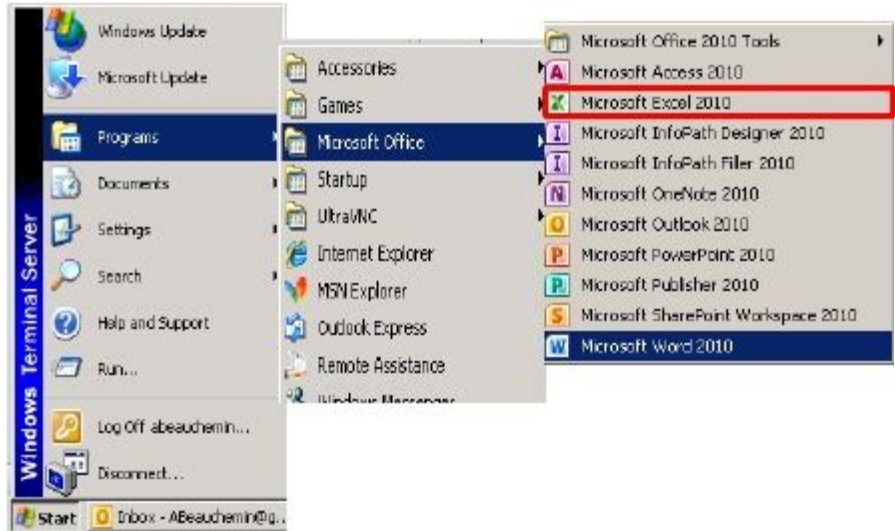 Windows Update
Microsoft Update
Programs
Documents
Settings
Search
Help and Support
Run...
Log Off abeauchemin...
Disconnect...
Windows Terminal Server
Start
Inbox - ABeauchemin@g...
Accessories
Games
Microsoft Office
Startup
UltraVNC
Internet Explorer
MSN Explorer
Outlook Express
Remote Assistance
Windows Messenger
Microsoft Office 2010 Tools
Microsoft Access 2010
Microsoft Excel 2010
Microsoft InfoPath Designer 2010
Microsoft InfoPath Filler 2010
Microsoft OneNote 2010
Microsoft Outlook 2010
Microsoft PowerPoint 2010
Microsoft Publisher 2010
Microsoft SharePoint Workspace 2010
Microsoft Word 2010